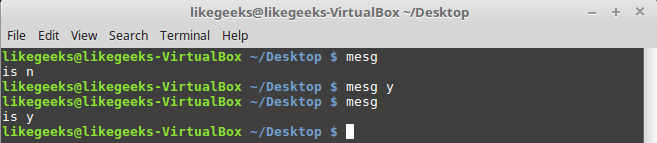 likegeeks@likegeeks-VirtualBox ~/Desktop
File Edit View Search Terminal Help
likegeeks@likegeeks-VirtualBox ~/Desktop $ mesg
is n
likegeeks@likegeeks-VirtualBox ~/Desktop $ mesg y
likegeeks@likegeeks-VirtualBox ~/Desktop $ mesg
is y
likegeeks@likegeeks-VirtualBox ~/Desktop $